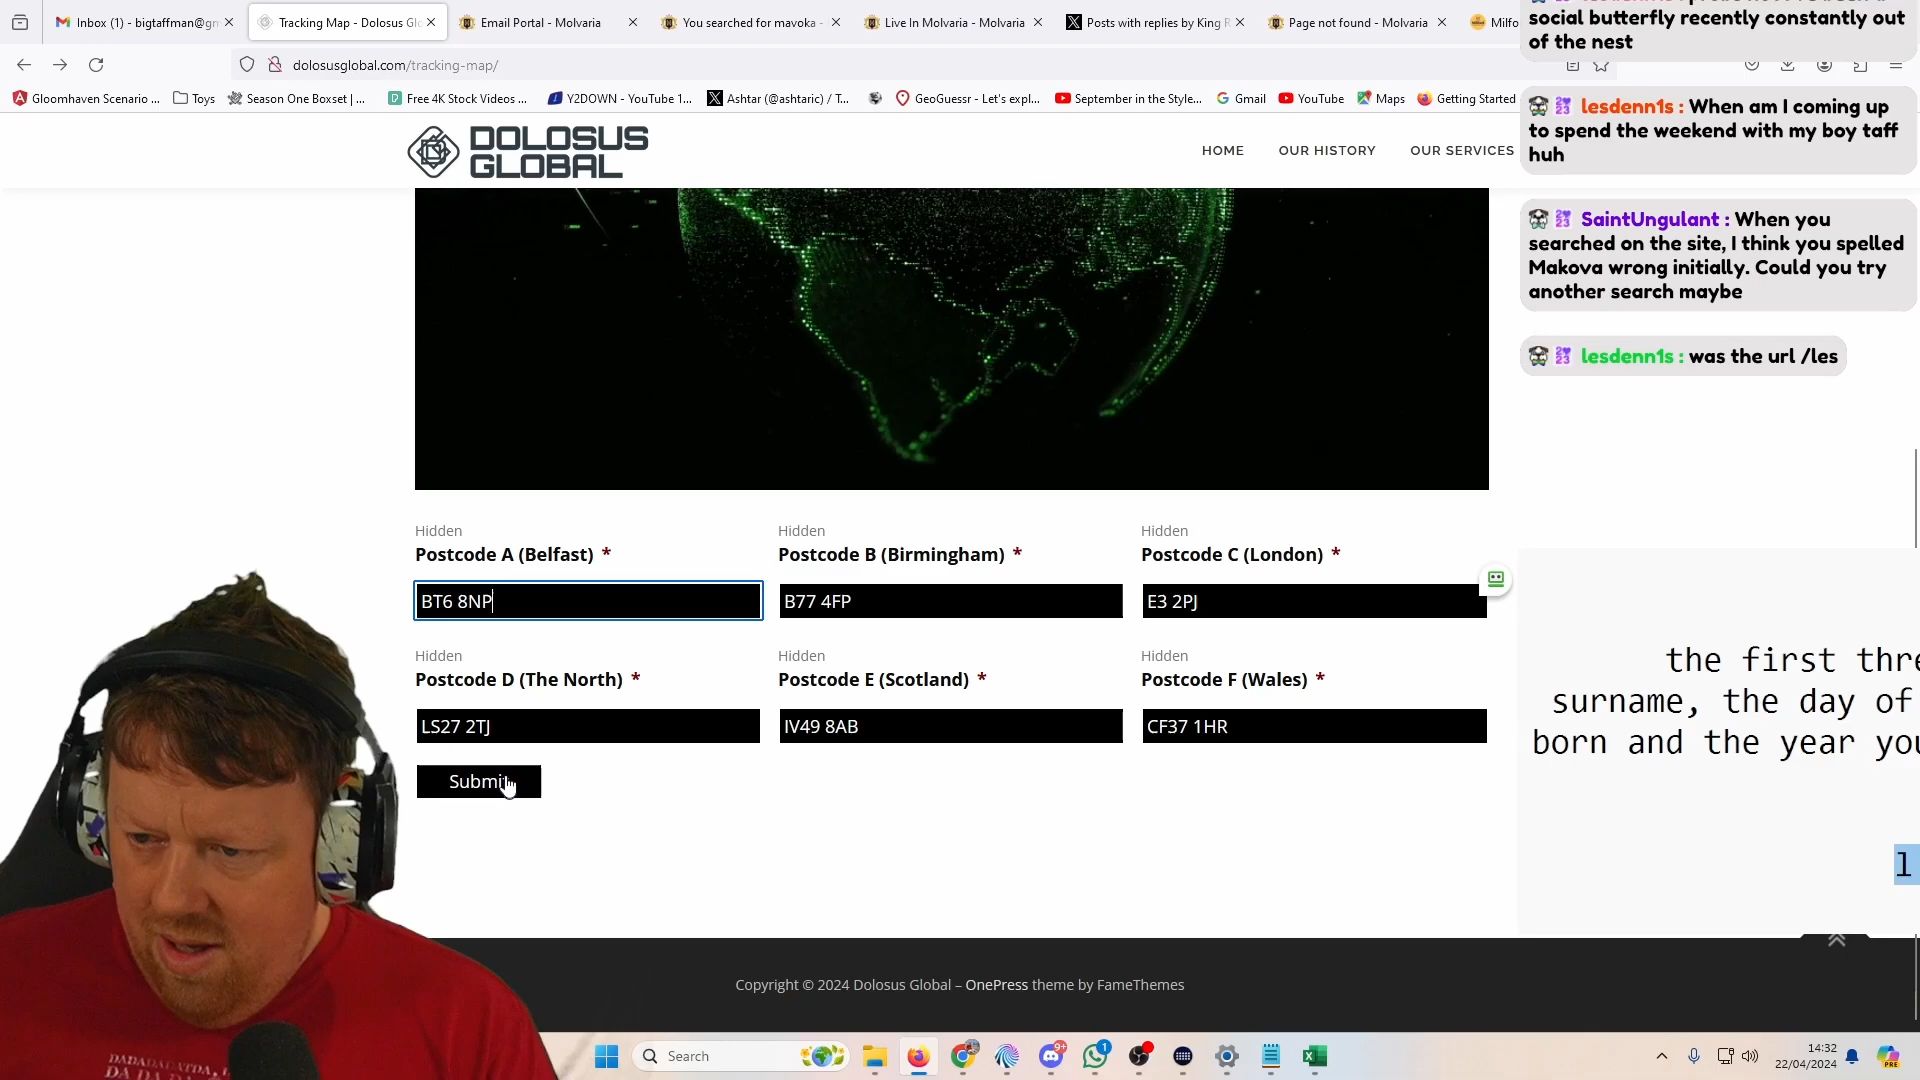 Inbox (1) - bigtaffman@gm
Tracking Map - Dolosus Glo
Email Portal - Molvaria
You searched for mavoka -
Live In Molvaria - Molvaria
Posts with replies by King R
Page not found - Molvaria
Milfo
dolosusglobal.com/tracking-map/
Gloomhaven Scenario ...
Toys
Season One Boxset | ...
Free 4K Stock Videos ...
Y2DOWN - YouTube 1...
Ashtar (@ashtaric) / T...
GeoGuessr - Let's expl...
September in the Style...
Gmail
YouTube
Maps
Getting Started
DOLOSUS
GLOBAL
HOME
OUR HISTORY
OUR SERVICES
social butterfly recently constantly out
of the nest
lesdenn1s : When am I coming up
to spend the weekend with my boy taff
huh
SaintUngulant : When you
searched on the site, I think you spelled
Makova wrong initially. Could you try
another search maybe
lesdenn1s : was the url /les
Hidden
Postcode A (Belfast) *
BT6 8NP
Hidden
Postcode B (Birmingham) *
B77 4FP
Hidden
Postcode C (London) *
E3 2PJ
Hidden
Postcode D (The North) *
LS27 2TJ
Hidden
Postcode E (Scotland) *
IV49 8AB
Hidden
Postcode F (Wales) *
CF37 1HR
Submit
the first thre
surname, the day of
born and the year you
l
Copyright © 2024 Dolosus Global – OnePress theme by FameThemes
Search
9+
1
14:32
22/04/2024
PRE